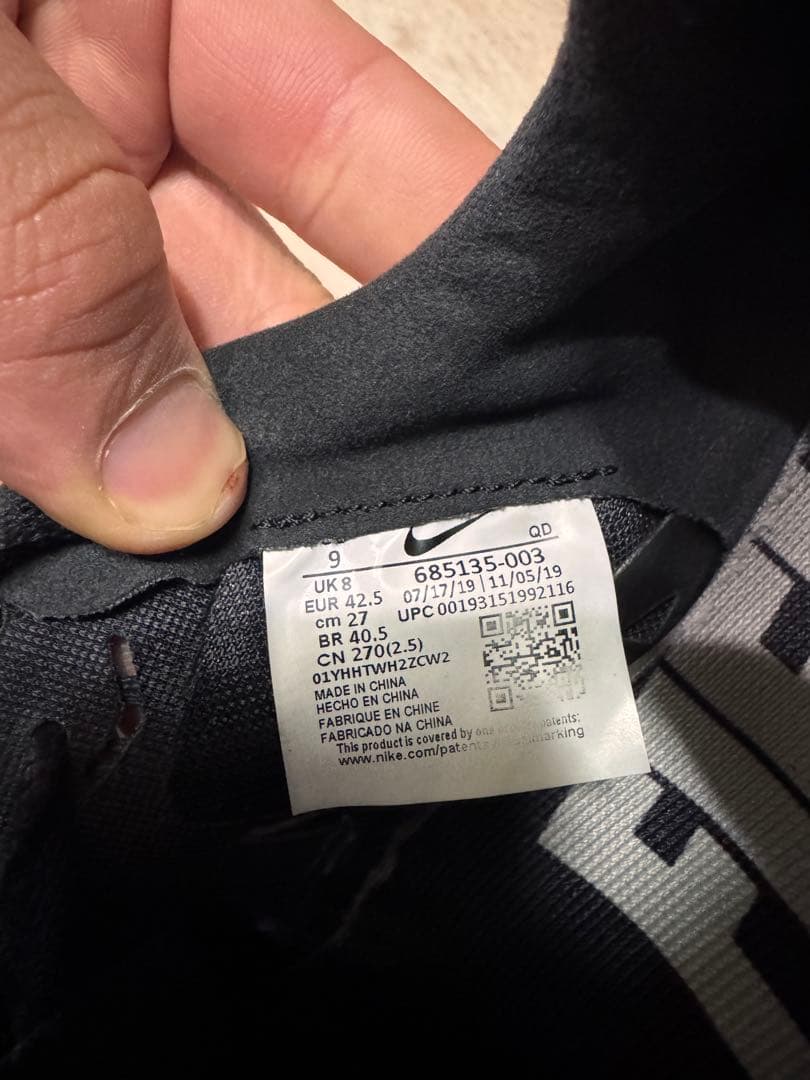 9
QD
UK 8
685135-003
EUR 42.5
07/17/19 | 11/05/19
cm 27
UPC 00193151992116
BR 40.5
CN 270(2.5)
01YHHTWH2ZCW2
MADE IN CHINA
HECHO EN CHINA
FABRIQUE EN CHINE
FABRICADO NA CHINA
This product is covered by one patents:
www.nike.com/patents